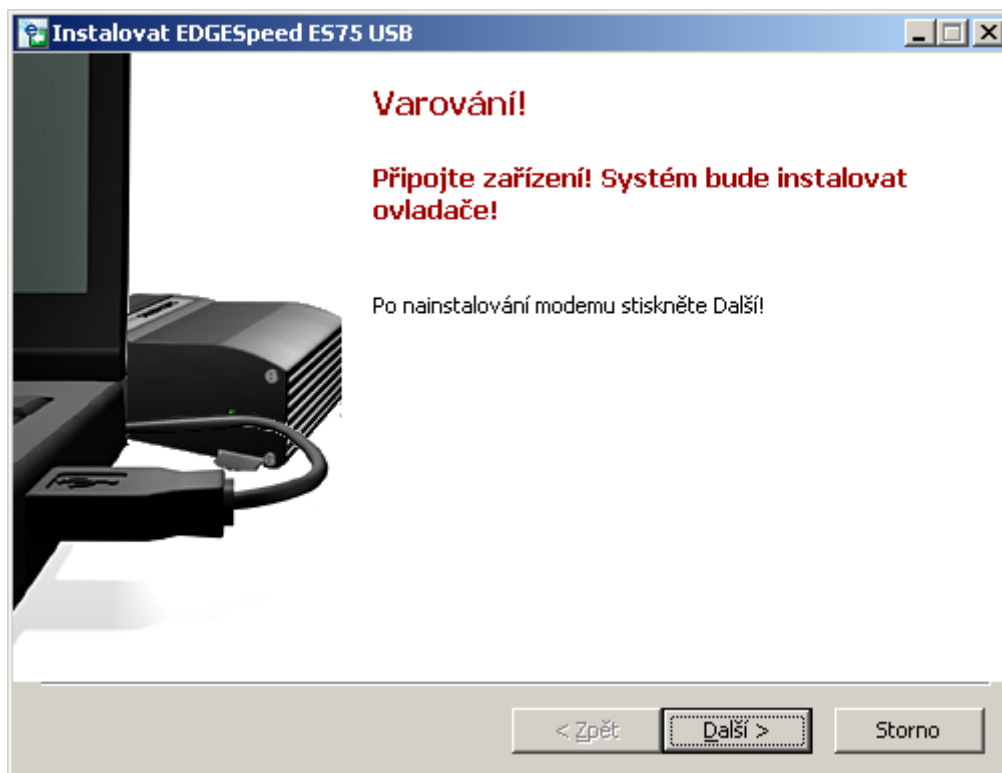 Instalovat EDGESpeed ES75 USB
Varování!
Připojte zařízení! Systém bude instalovat
ovladače!
Po nainstalování modemu stiskněte Další!
< Zpět
Další >
Storno